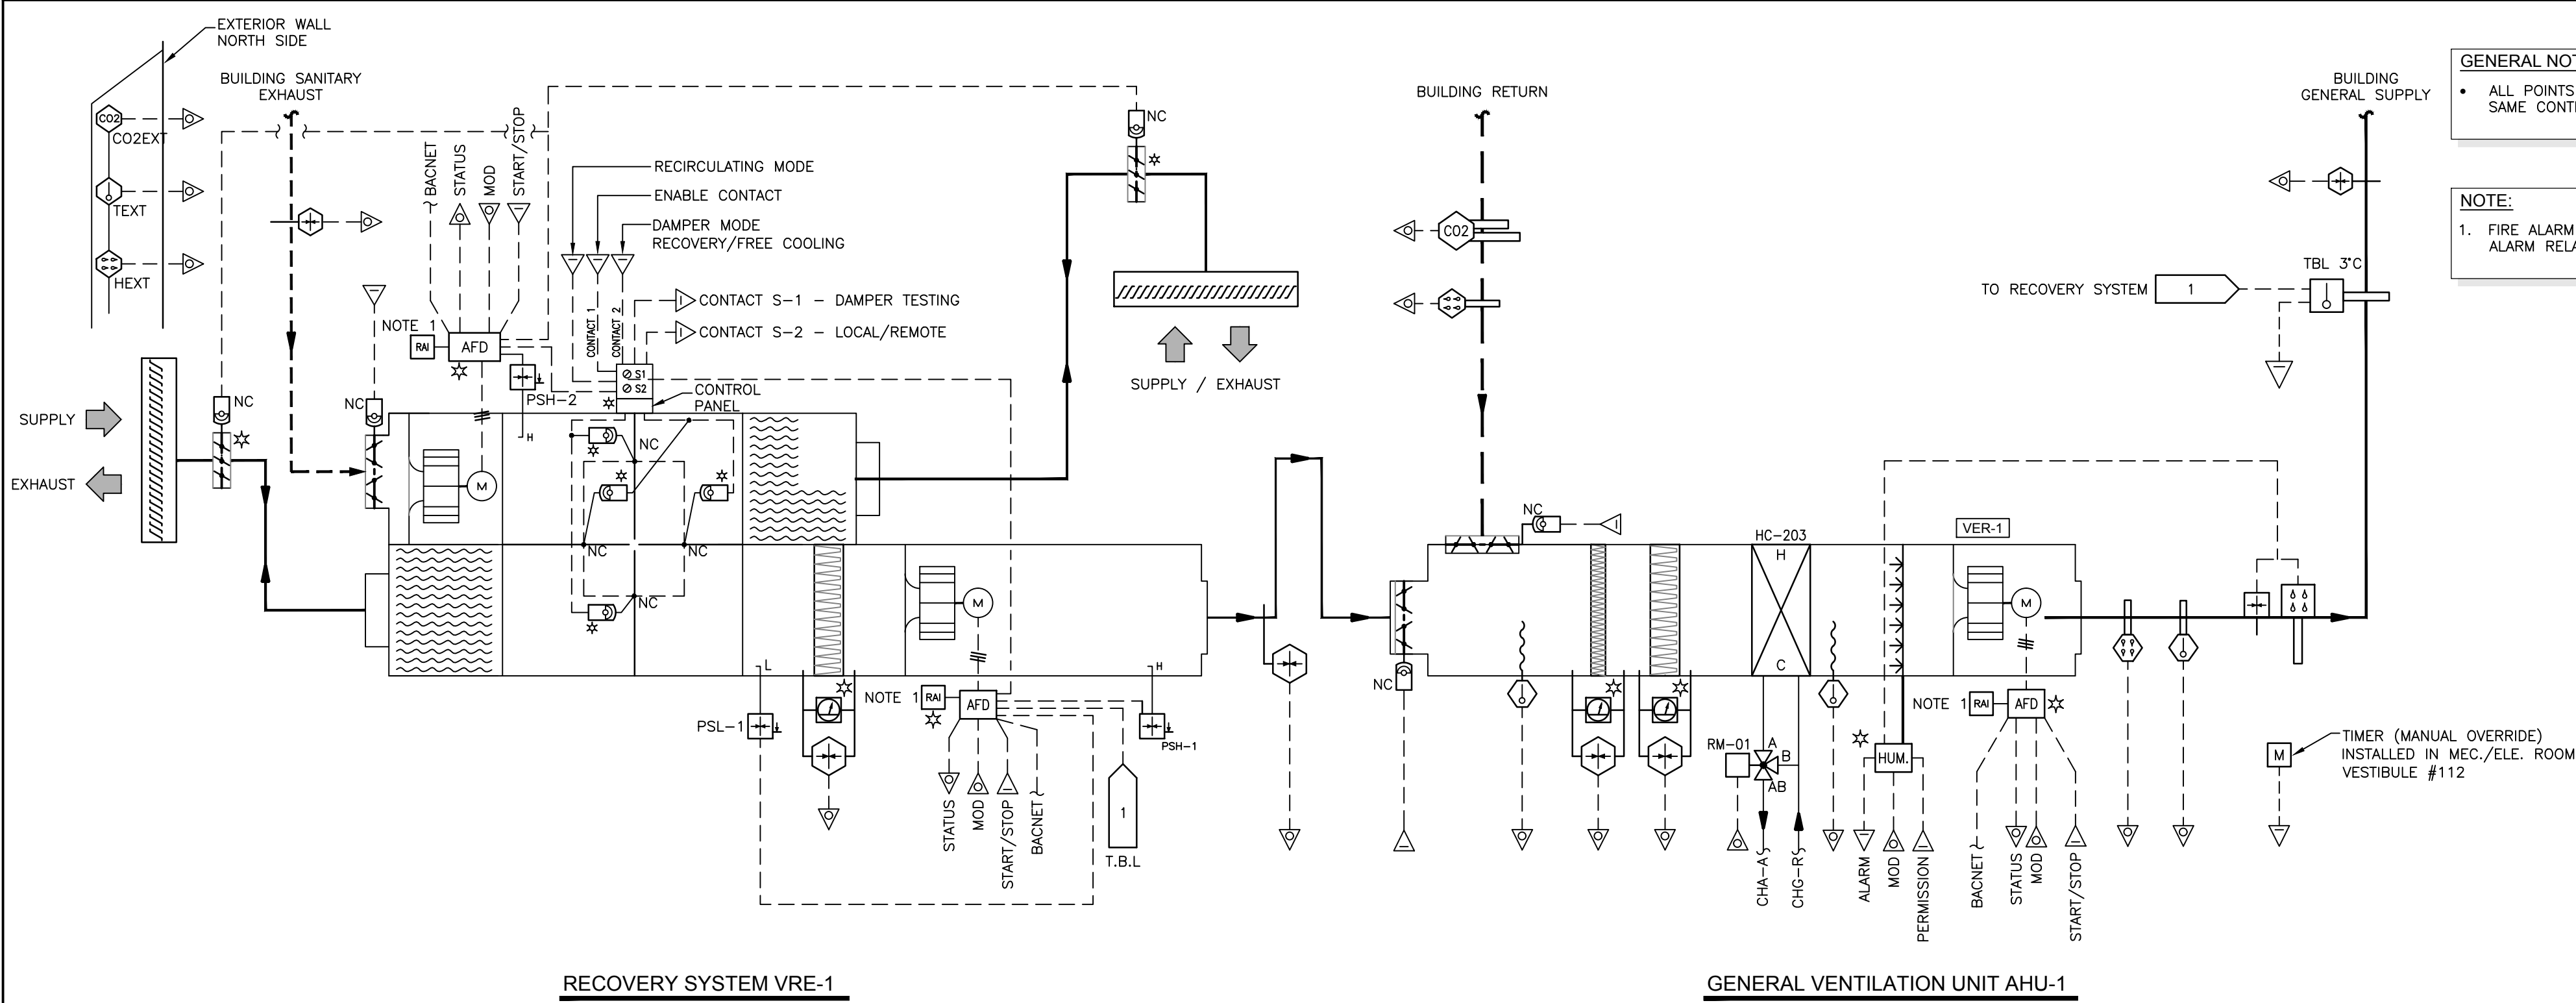 EXTERIOR WALL
NORTH SIDE
BUILDING SANITARY
EXHAUST
CO2
CO2EXT
TEXT
HEXT
BACNET
STATUS
MOD
START/STOP
RECIRCULATING MODE
ENABLE CONTACT
DAMPER MODE
RECOVERY/FREE COOLING
CONTACT 1
CONTACT 2
CONTACT S-1 - DAMPER TESTING
CONTACT S-2 - LOCAL/REMOTE
NC
SUPPLY / EXHAUST
NOTE 1
RAI
AFD
PSH-2
H
S1
S2
CONTROL
PANEL
NC
NC
SUPPLY
EXHAUST
M
NC
NC
NC
NC
M
L
H
PSL-1
NOTE 1
RAI
AFD
PSH-1
STATUS
MOD
START/STOP
BACNET
1
T.B.L
RECOVERY SYSTEM VRE-1
BUILDING RETURN
CO2
NC
NC
HC-203
H
C
RM-01
A
B
AB
CHA-A
CHG-R
HUM.
ALARM
MOD
PERMISSION
VER-1
M
NOTE 1
RAI
AFD
BACNET
STATUS
MOD
START/STOP
BUILDING
GENERAL SUPPLY
TO RECOVERY SYSTEM
1
TBL 3°C
M
TIMER (MANUAL OVERRIDE)
INSTALLED IN MEC./ELE. ROOM
VESTIBULE #112
GENERAL VENTILATION UNIT AHU-1
GENERAL NOT
• ALL POINTS
SAME CONT
NOTE:
1. FIRE ALARM
ALARM RELA